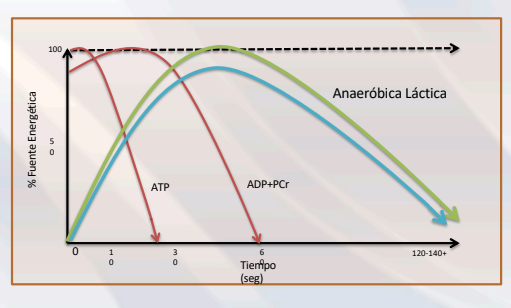 100
% Fuente Energética
5
0
Anaeróbica Láctica
ATP
ADP+PCr
0
1
0
3
0
6
0
120-140+
Tiempo
(seg)